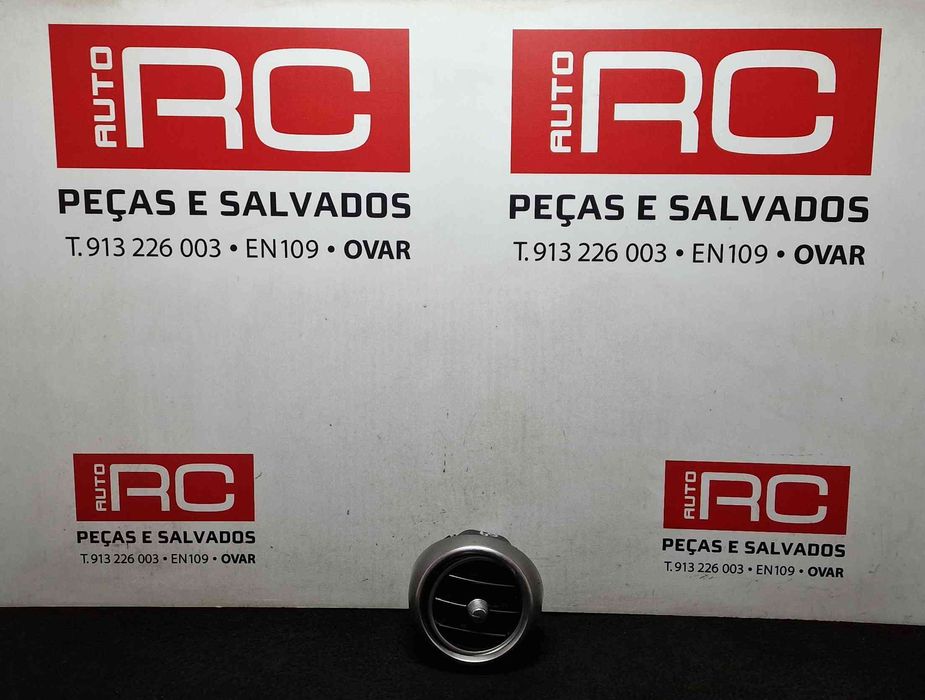 AUTO RC
PEÇAS E SALVADOS
T. 913 226 003 • EN109 • OVAR
AUTO RC
PEÇAS E SALVADOS
T. 913 226 003 • EN109 • OVAR
AUTO RC
PEÇAS E SALVADOS
T. 913 226 003 • EN109 • OVAR
AUTO RC
PEÇAS E SALVADOS
T. 913 226 003 • EN109 • OVAR